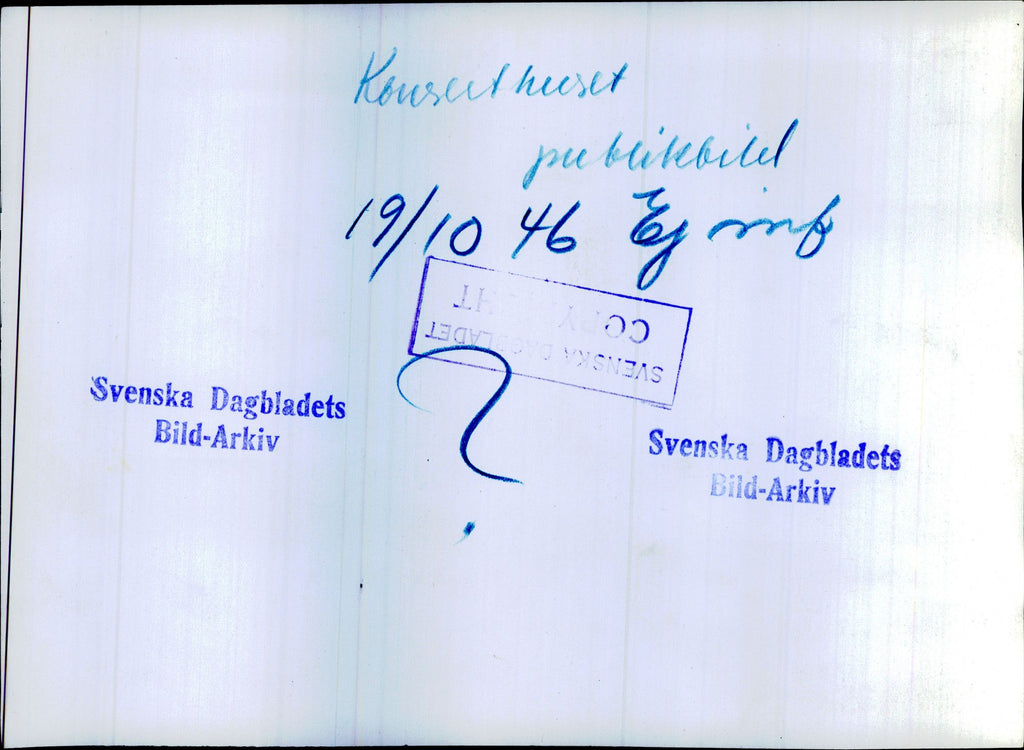 Konserthuset
publikbild
19/10 46 Ej inf
SVENSKA DAGBLADET
COPYRIGHT
?
Svenska Dagbladets
Bild-Arkiv
Svenska Dagbladets
Bild-Arkiv